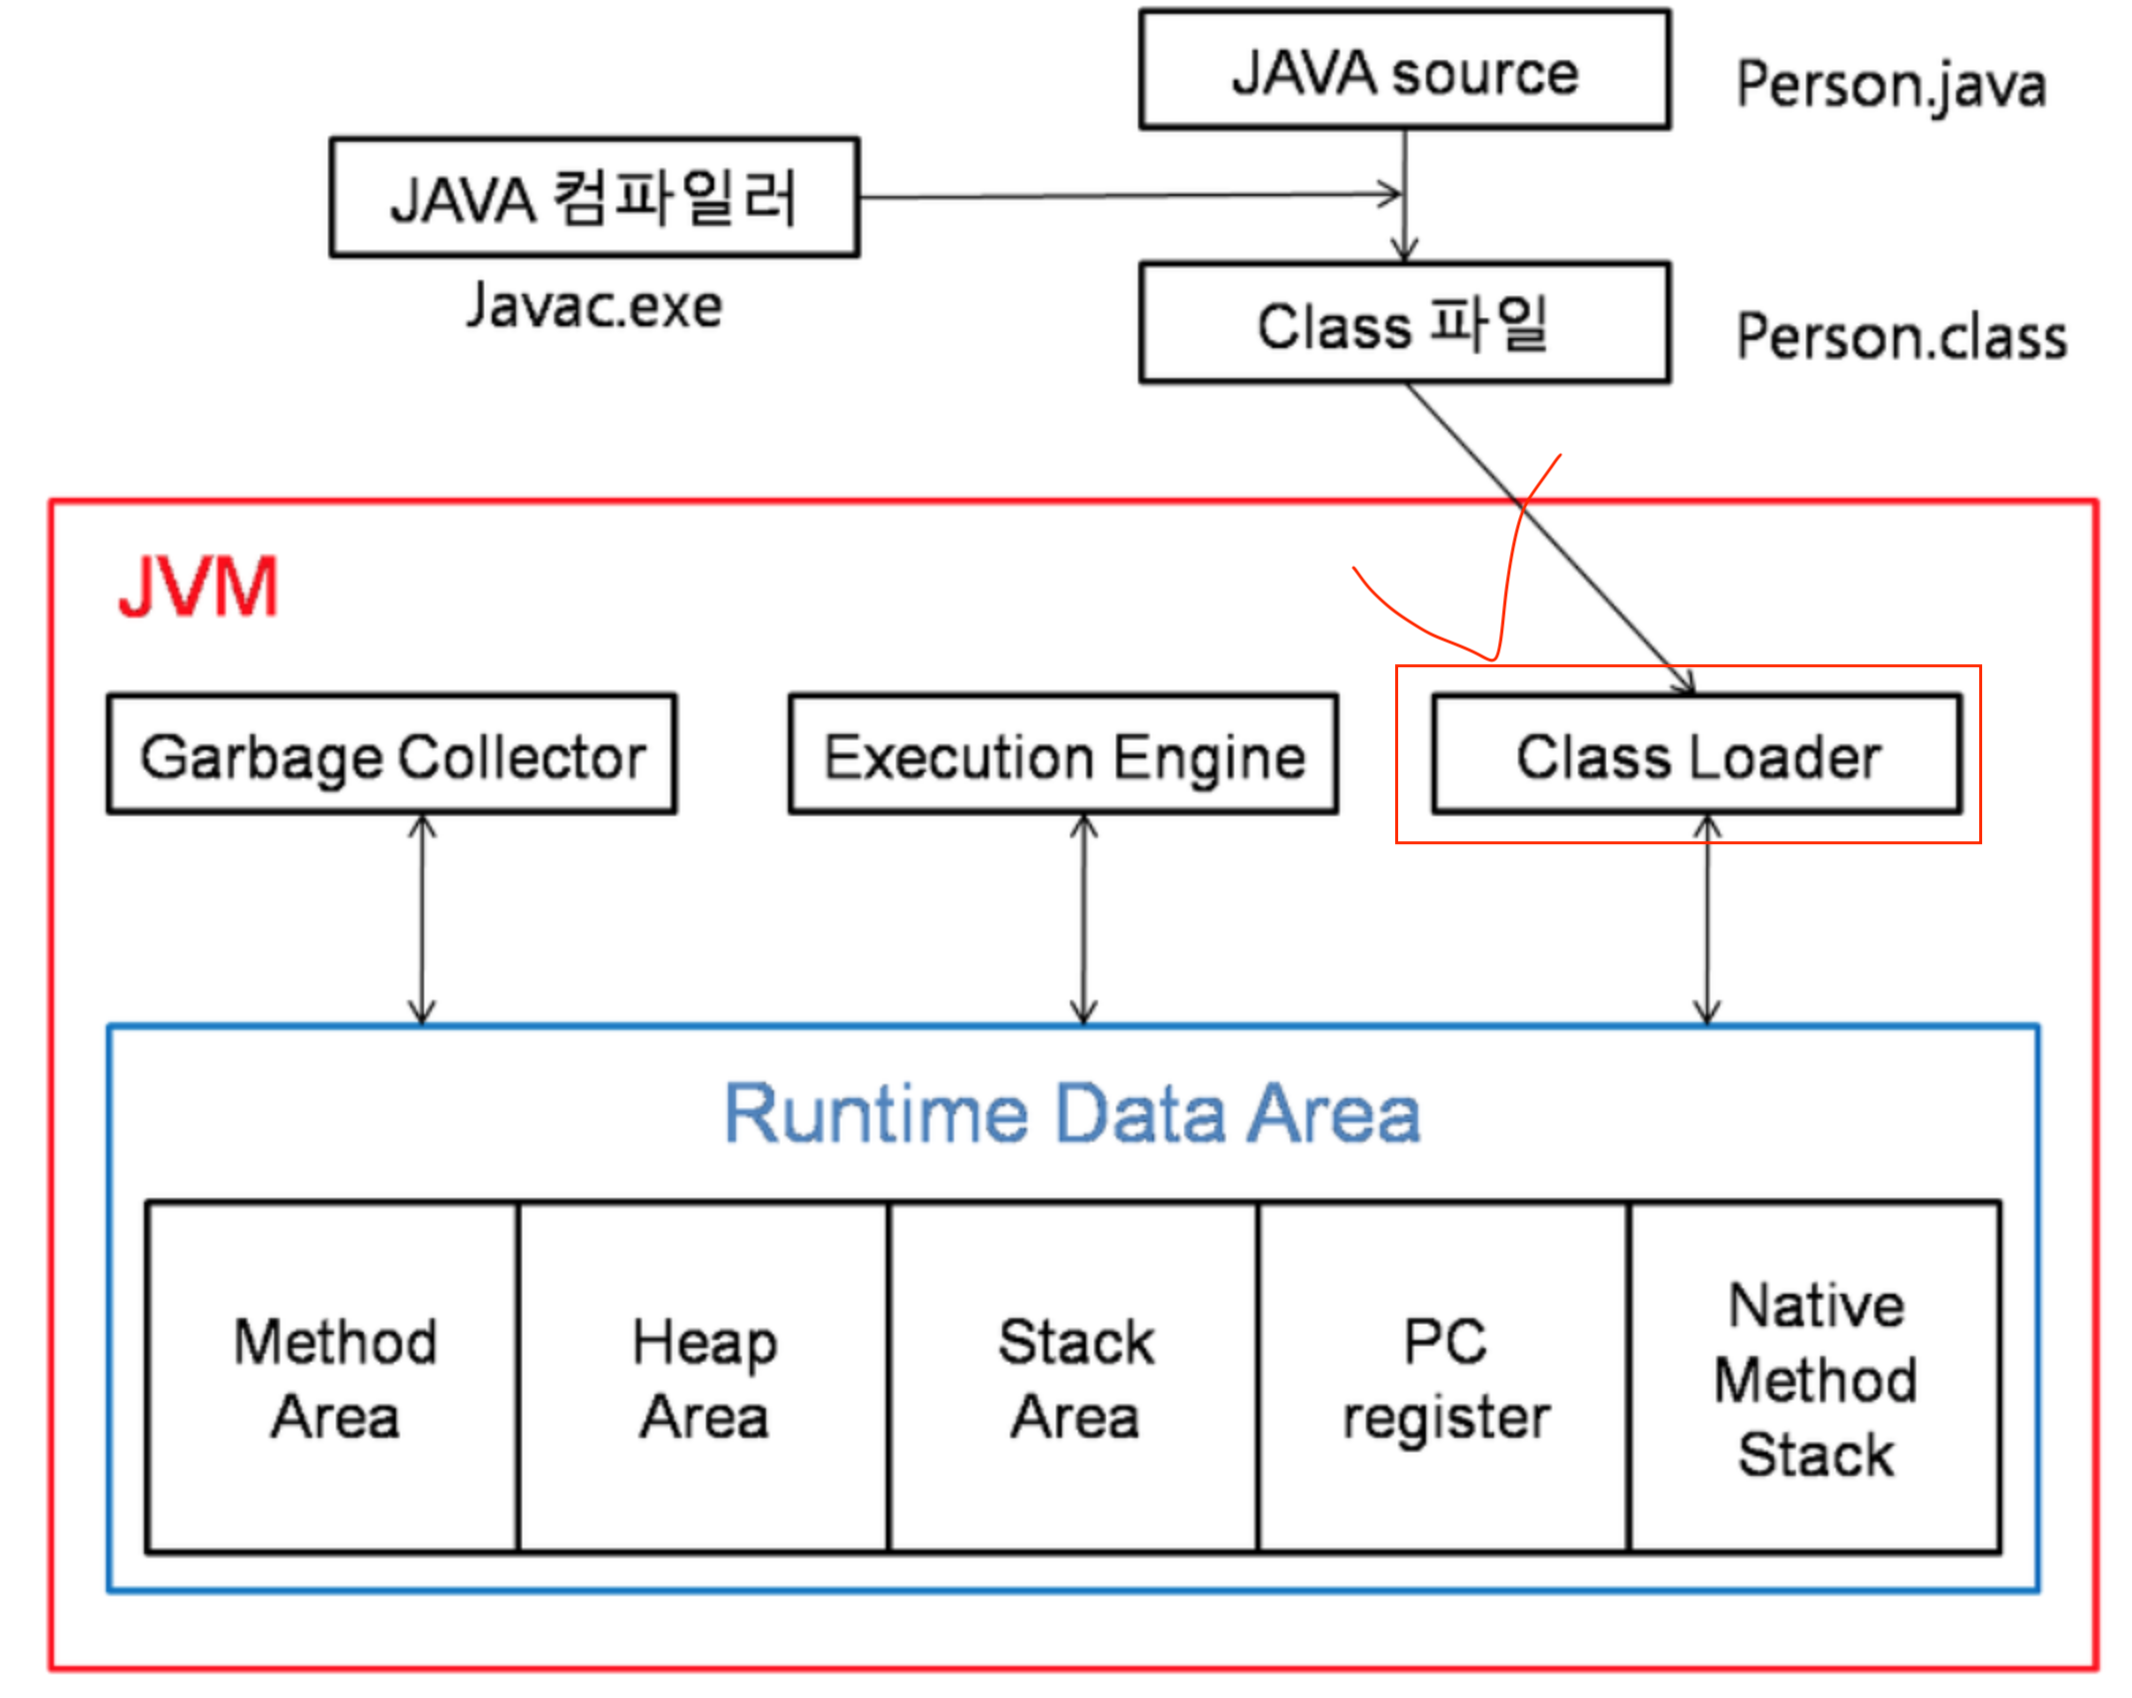 JAVA source
Person.java
JAVA 컴파일러
Javac.exe
Class 파일
Person.class
JVM
Garbage Collector
Execution Engine
Class Loader
Runtime Data Area
Method
Area
Heap
Area
Stack
Area
PC
register
Native
Method
Stack